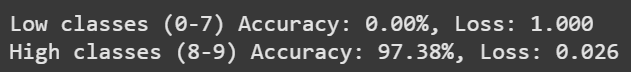 Low classes (0-7) Accuracy: 0.00%, Loss: 1.000
High classes (8-9) Accuracy: 97.38%, Loss: 0.026